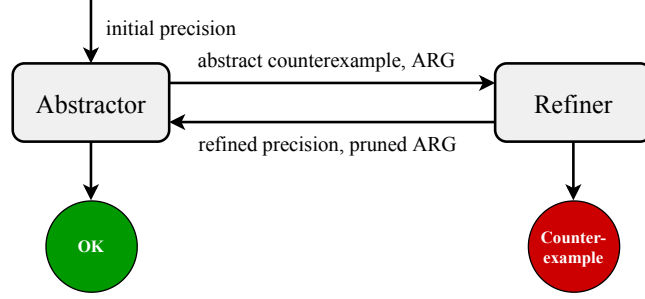 initial precision
abstract counterexample, ARG
Abstractor
Refiner
refined precision, pruned ARG
OK
Counter-
example